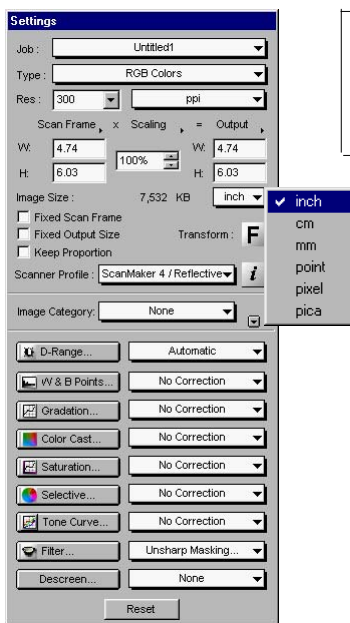 Settings
Job : Untitled1
Type : RGB Colors
Res : 300 ppi
Scan Frame , x Scaling , = Output ,
W: 4.74 W: 4.74
100%
H: 6.03 H: 6.03
Image Size : 7,532 KB inch
Fixed Scan Frame
Fixed Output Size Transform : F
Keep Proportion
Scanner Profile : ScanMaker 4 / Reflective i
Image Category: None
D-Range... Automatic
W & B Points... No Correction
Gradation... No Correction
Color Cast... No Correction
Saturation... No Correction
Selective... No Correction
Tone Curve... No Correction
Filter... Unsharp Masking...
Descreen... None
Reset
inch
cm
mm
point
pixel
pica